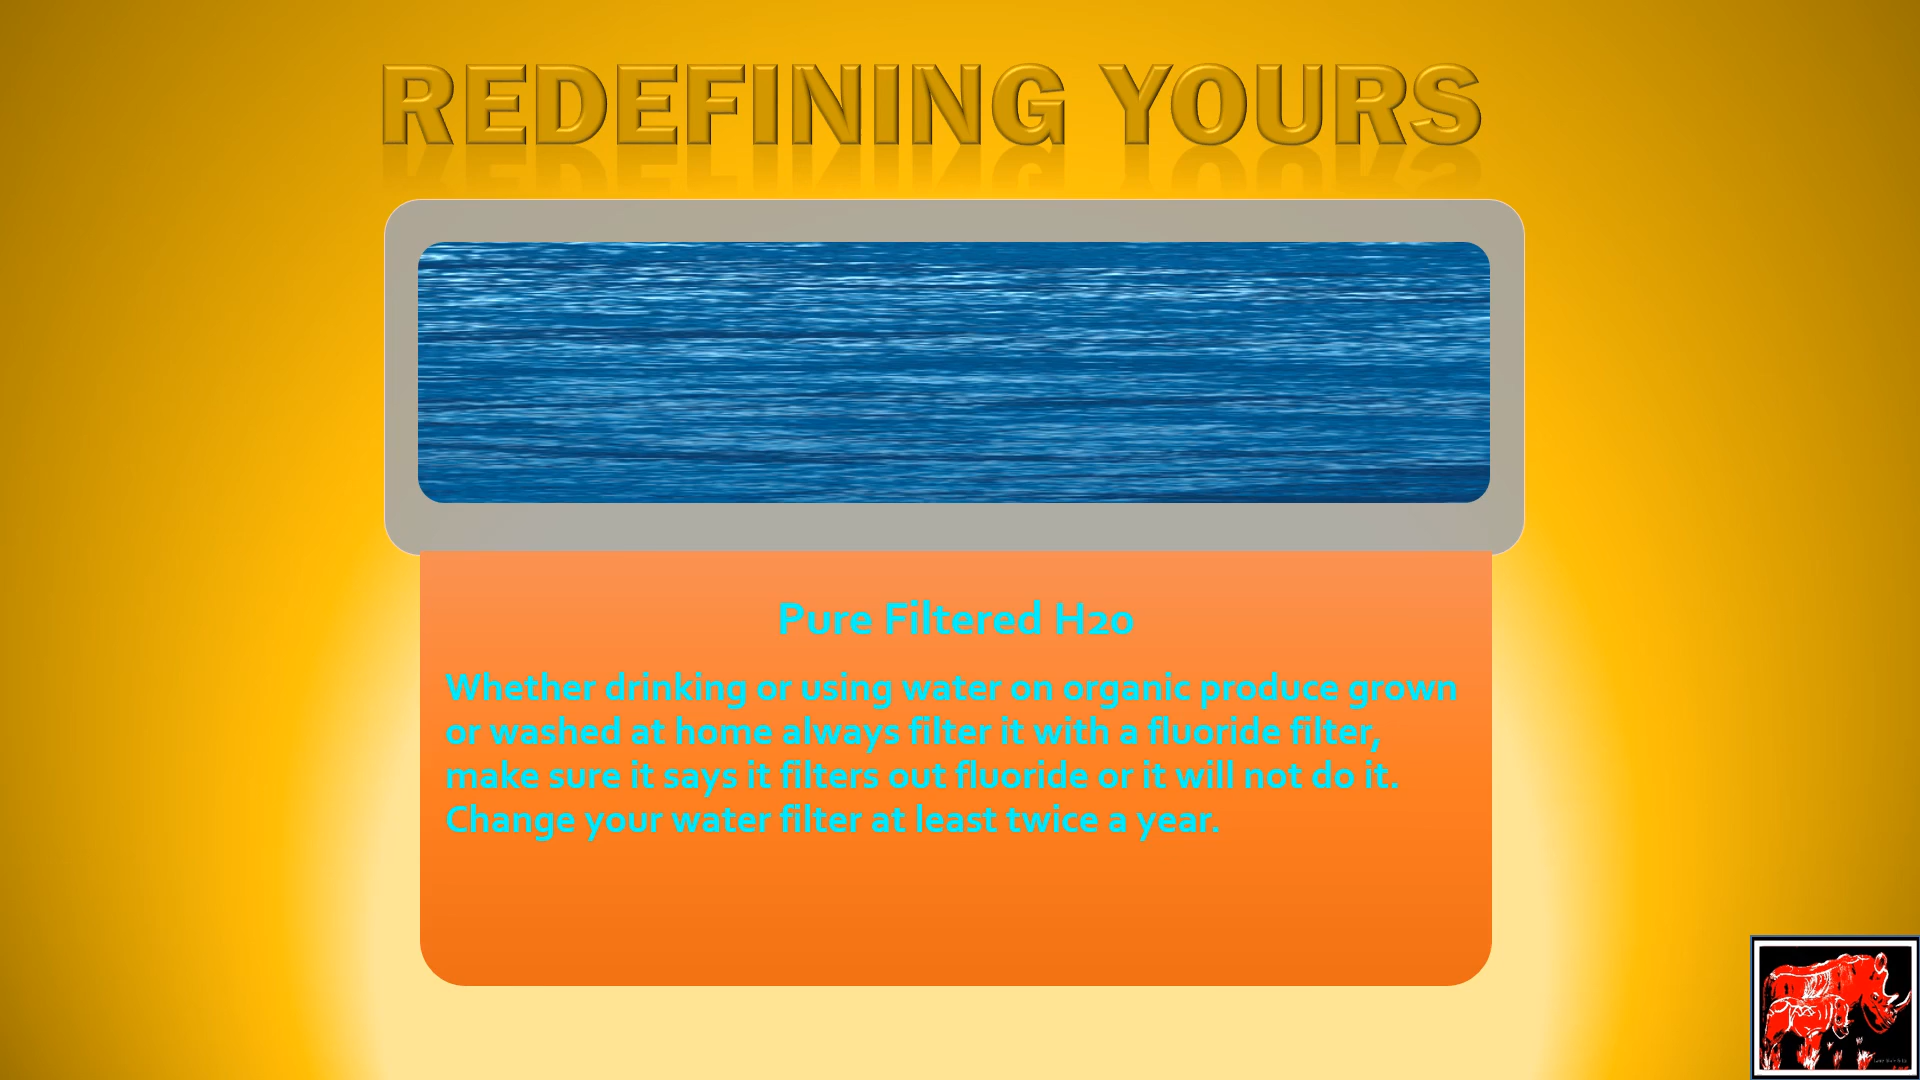 REDEFINING YOURS
Pure Filtered H2o
Whether drinking or using water on organic produce grown
or washed at home always filter it with a fluoride filter,
make sure it says it filters out fluoride or it will not do it.
Change your water filter at least twice a year.